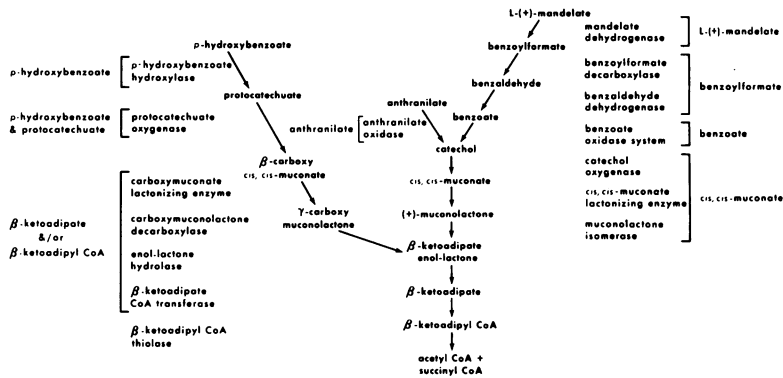 L-(+)-mandelate
mandelate
dehydrogenase
L-(+)-mandelate
p-hydroxybenzoate
benzoylformate
p-hydroxybenzoate
p-hydroxybenzoate
hydroxylase
benzoylformate
decarboxylase
benzaldehyde
dehydrogenase
benzoylformate
benzaldehyde
protocatechuate
anthranilate
benzoate
p-hydroxybenzoate
& protocatechuate
protocatechuate
oxygenase
anthranilate
anthranilate
oxidase
benzoate
oxidase system
benzoate
catechol
β-carboxy
cis, cis-muconate
cis, cis-muconate
catechol
oxygenase
cis, cis-muconate
lactonizing enzyme
muconolactone
isomerase
cis, cis-muconate
β-ketoadipate
&/or
β-ketoadipyl CoA
carboxymuconate
lactonizing enzyme
carboxymuconolactone
decarboxylase
enol-lactone
hydrolase
β-ketoadipate
CoA transferase
β-ketoadipyl CoA
thiolase
γ-carboxy
muconolactone
(+)-muconolactone
β-ketoadipate
enol-lactone
β-ketoadipate
β-ketoadipyl CoA
acetyl CoA +
succinyl CoA